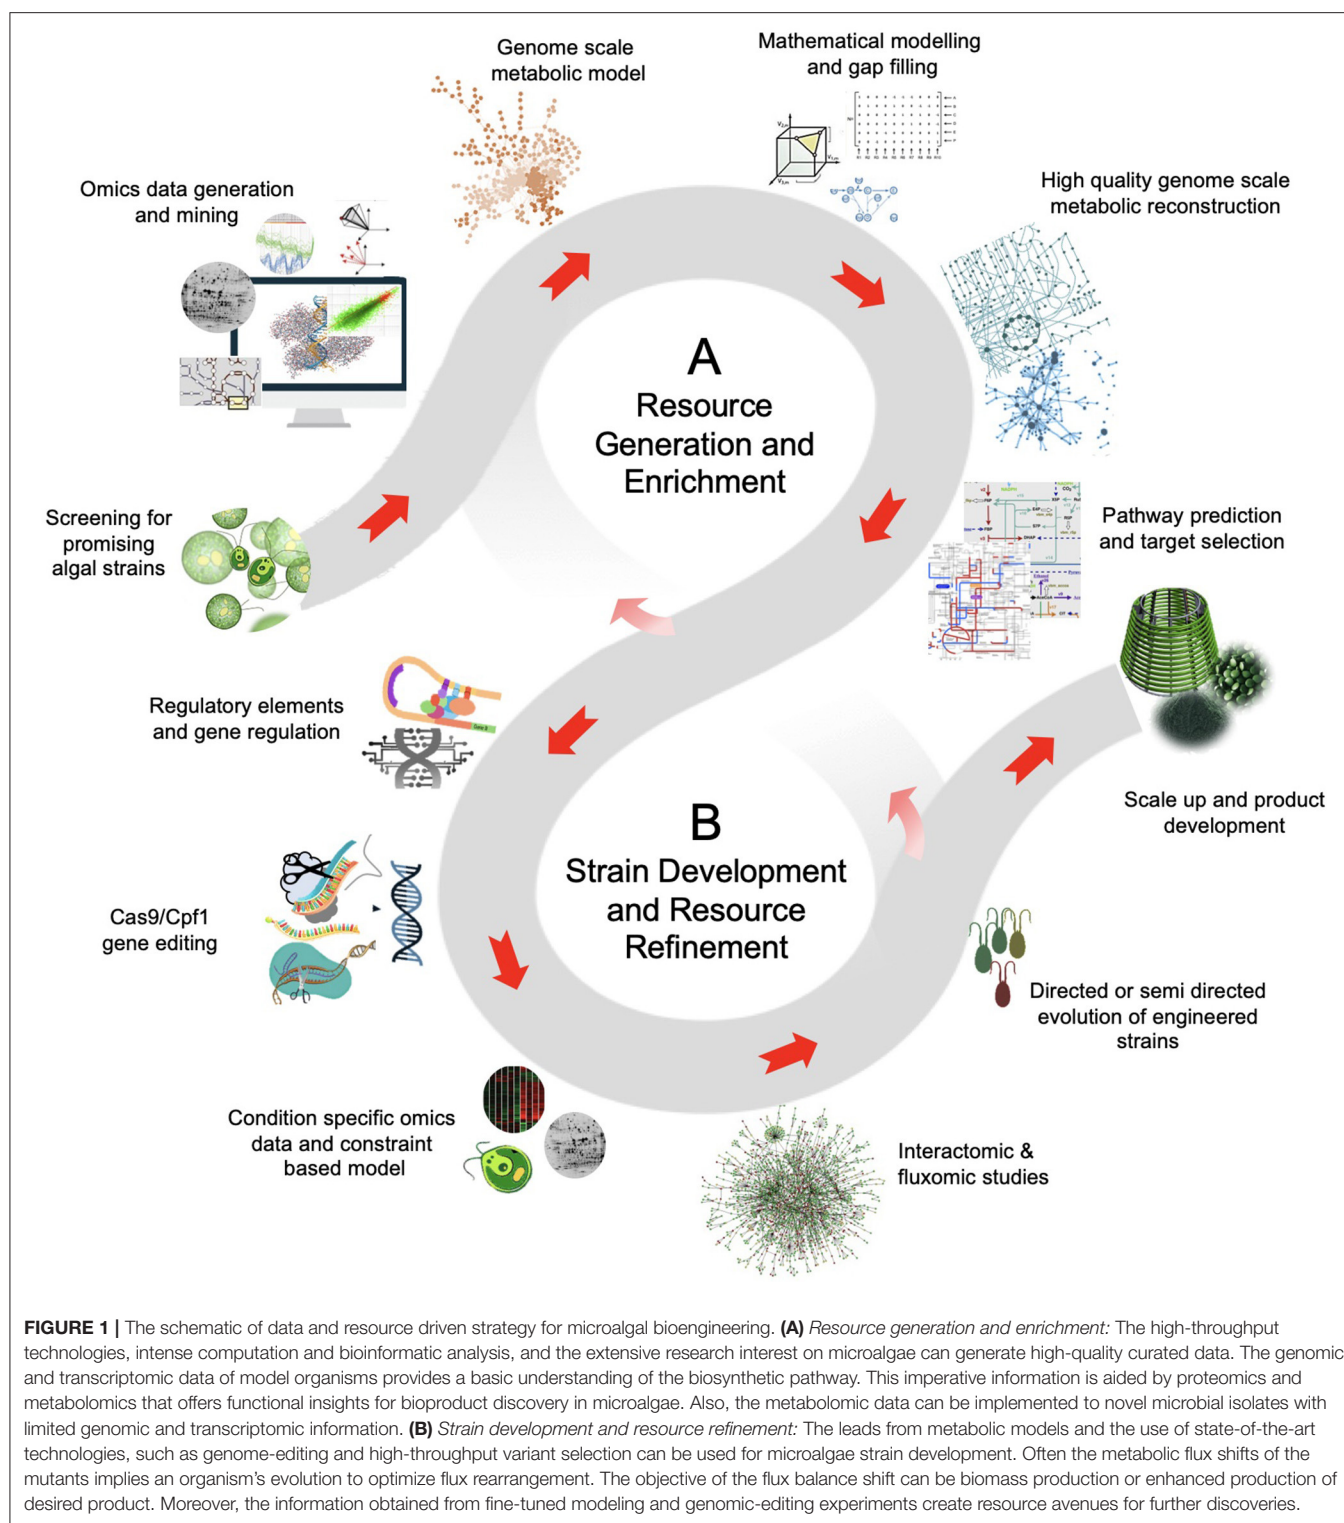 Genome scale
metabolic model
Mathematical modelling
and gap filling
Omics data generation
and mining
High quality genome scale
metabolic reconstruction
A
Resource
Generation and
Enrichment
Screening for
promising
algal strains
Pathway prediction
and target selection
Regulatory elements
and gene regulation
Scale up and product
development
B
Strain Development
and Resource
Refinement
Cas9/Cpf1
gene editing
Directed or semi directed
evolution of engineered
strains
Condition specific omics
data and constraint
based model
Interactomic &
fluxomic studies
FIGURE 1 | The schematic of data and resource driven strategy for microalgal bioengineering. (A) Resource generation and enrichment: The high-throughput
technologies, intense computation and bioinformatic analysis, and the extensive research interest on microalgae can generate high-quality curated data. The genomic
and transcriptomic data of model organisms provides a basic understanding of the biosynthetic pathway. This imperative information is aided by proteomics and
metabolomics that offers functional insights for bioproduct discovery in microalgae. Also, the metabolomic data can be implemented to novel microbial isolates with
limited genomic and transcriptomic information. (B) Strain development and resource refinement: The leads from metabolic models and the use of state-of-the-art
technologies, such as genome-editing and high-throughput variant selection can be used for microalgae strain development. Often the metabolic flux shifts of the
mutants implies an organism's evolution to optimize flux rearrangement. The objective of the flux balance shift can be biomass production or enhanced production of
desired product. Moreover, the information obtained from fine-tuned modeling and genomic-editing experiments create resource avenues for further discoveries.